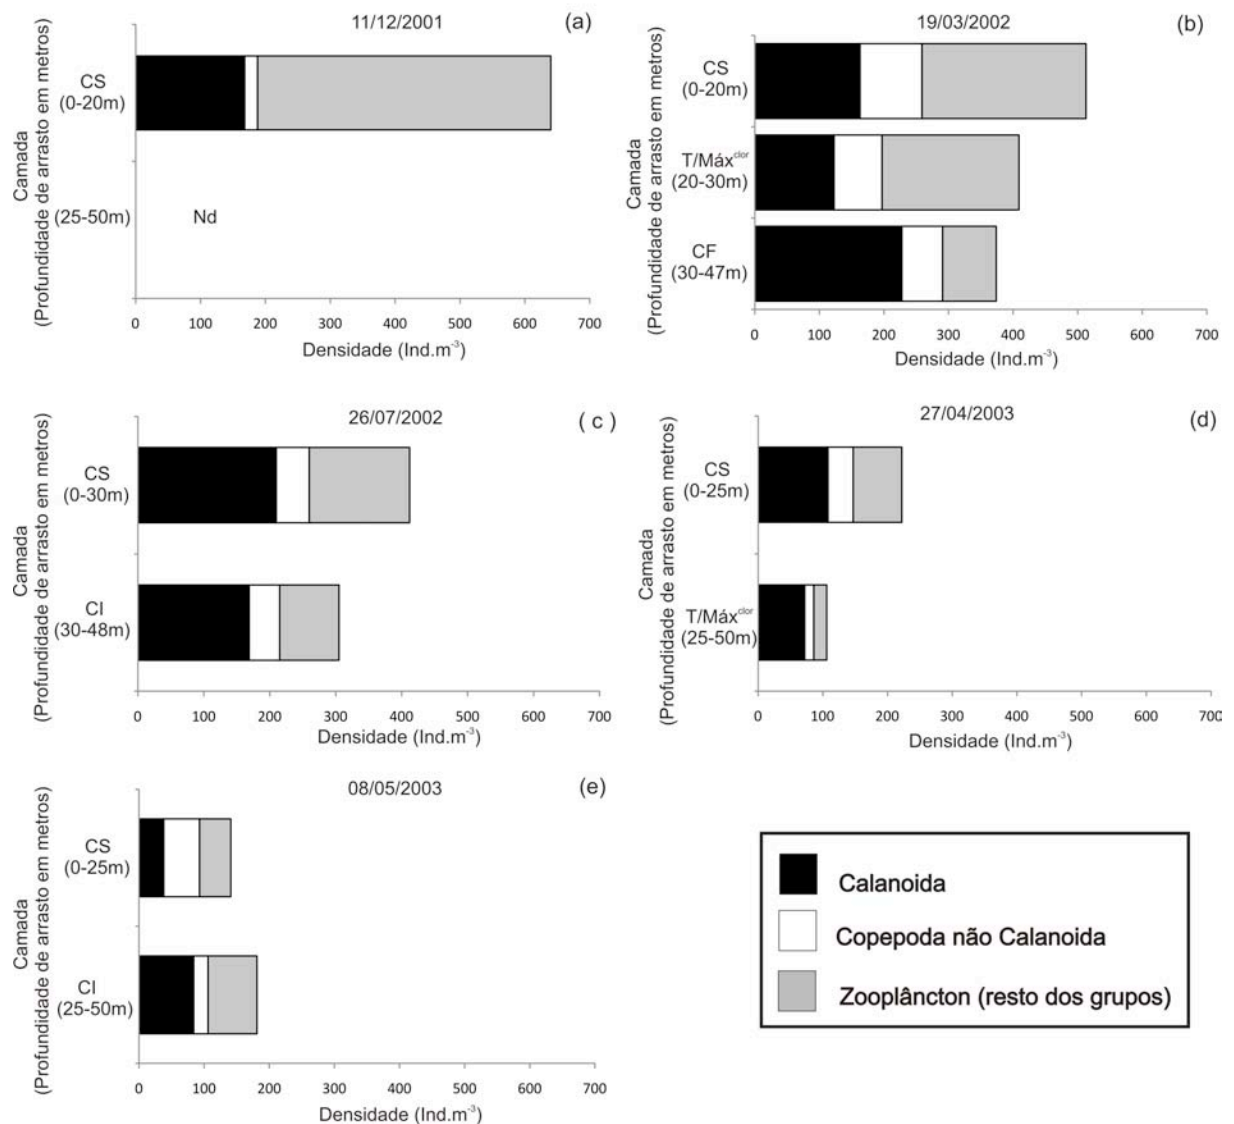 11/12/2001
(a)
Camada
(Profundidade de arrasto em metros)
CS
(0-20m)
(25-50m)
Nd
0 100 200 300 400 500 600 700
Densidade (Ind.m-3)
19/03/2002
(b)
Camada
(Profundidade de arrasto em metros)
CS
(0-20m)
T/Máxclor
(20-30m)
CF
(30-47m)
0 100 200 300 400 500 600 700
Densidade (Ind.m-3)
26/07/2002
( c )
Camada
(Profundidade de arrasto em metros)
CS
(0-30m)
CI
(30-48m)
0 100 200 300 400 500 600 700
Densidade (Ind.m-3)
27/04/2003
(d)
Camada
(Profundidade de arrasto em metros)
CS
(0-25m)
T/Máxclor
(25-50m)
0 100 200 300 400 500 600 700
Densidade (Ind.m-3)
08/05/2003
(e)
Camada
(Profundidade de arrasto em metros)
CS
(0-25m)
CI
(25-50m)
0 100 200 300 400 500 600 700
Densidade (Ind.m-3)
Calanoida
Copepoda não Calanoida
Zooplâncton (resto dos grupos)